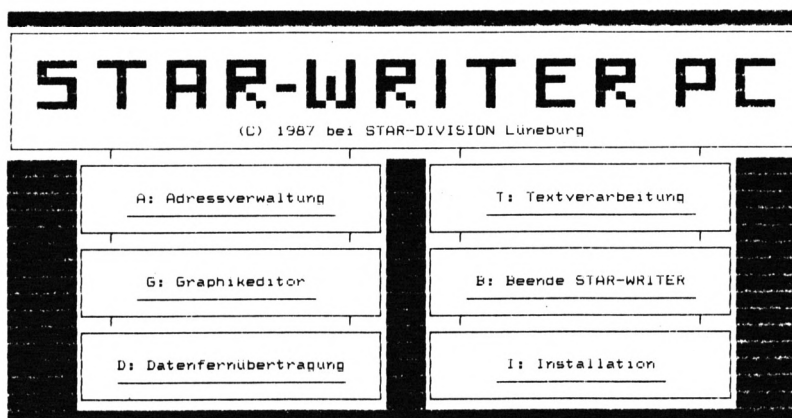 STAR-WRITER PC
(C) 1987 bei STAR-DIVISION Lüneburg
A: Adressverwaltung
T: Textverarbeitung
G: Graphikeditor
B: Beende STAR-WRITER
D: Datenfernübertragung
I: Installation